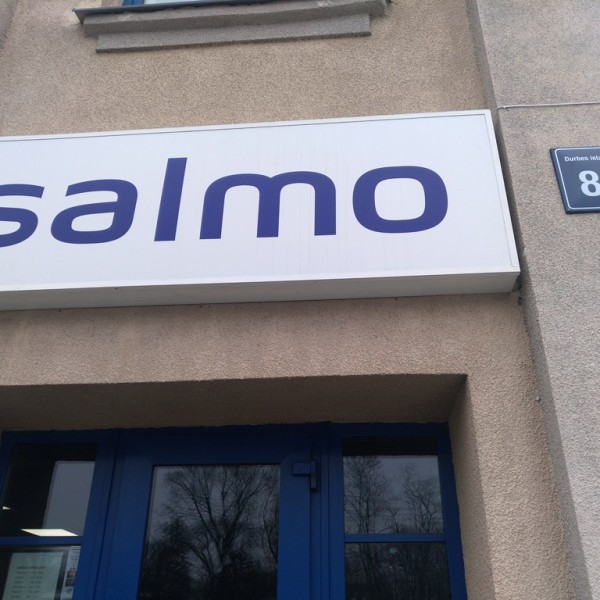 salmo
Durbes iela
8